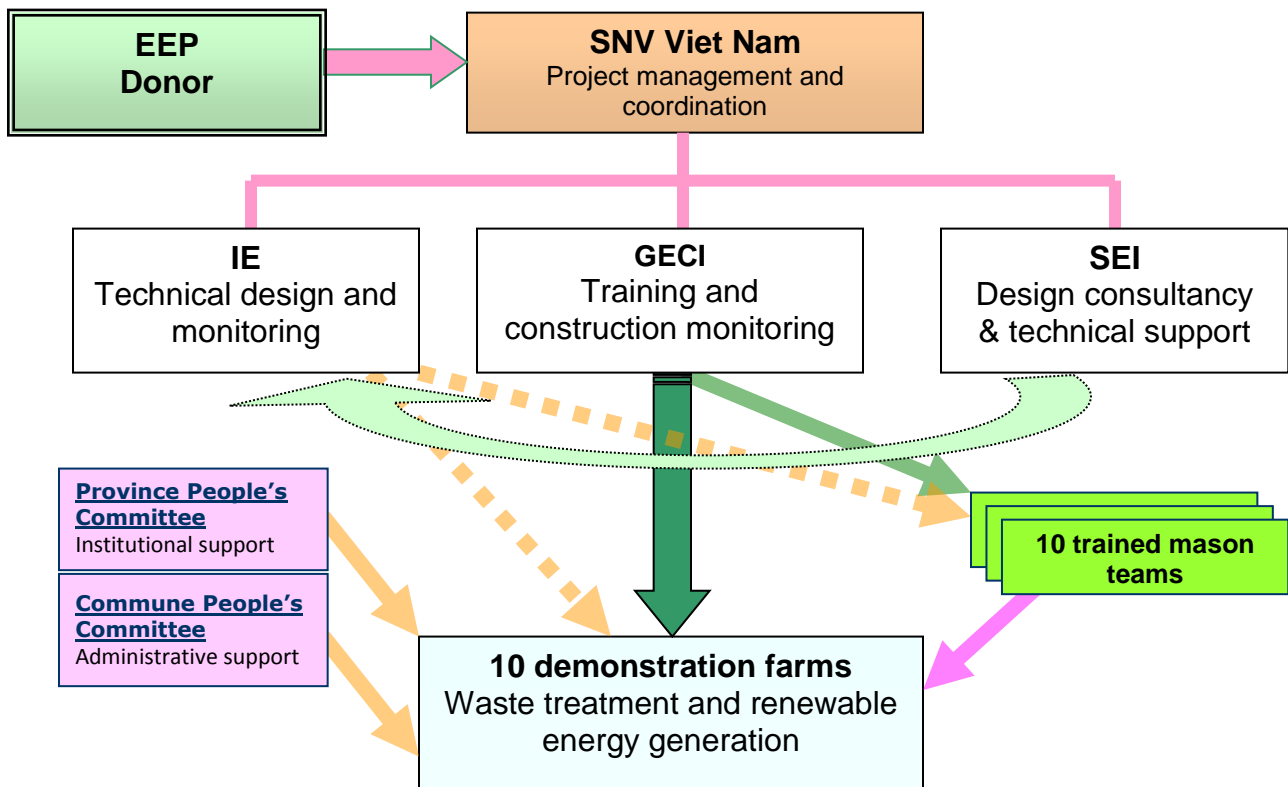 EEP
Donor
SNV Viet Nam
Project management and
coordination
IE
Technical design and
monitoring
GECI
Training and
construction monitoring
SEI
Design consultancy
& technical support
Province People’s
Committee
Institutional support
Commune People’s
Committee
Administrative support
10 trained mason
teams
10 demonstration farms
Waste treatment and renewable
energy generation